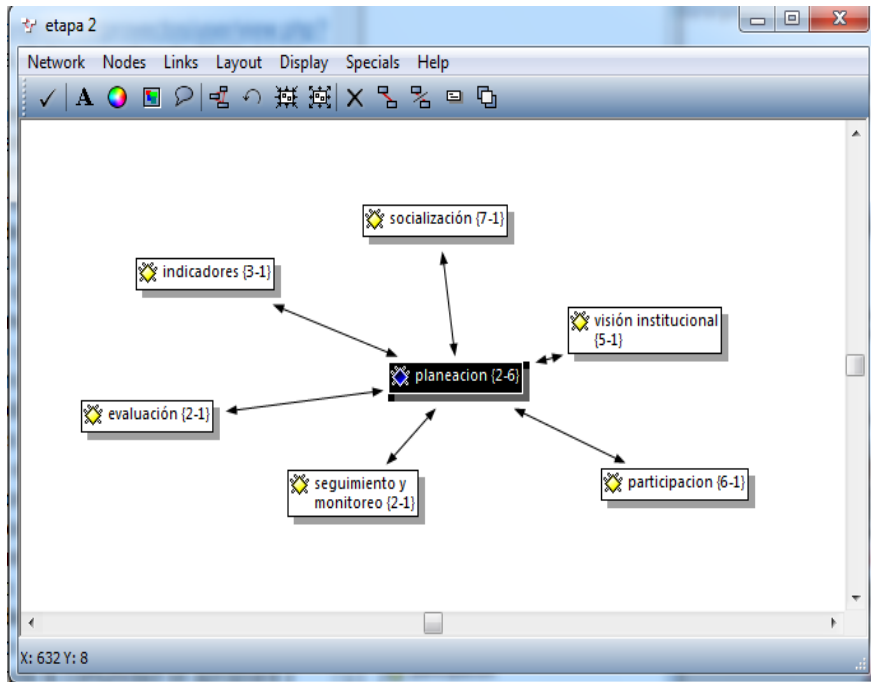 etapa 2
Network Nodes Links Layout Display Specials Help
A
socialización {7-1}
indicadores {3-1}
visión institucional
{5-1}
planeacion {2-6}
evaluación {2-1}
seguimiento y
monitoreo {2-1}
participacion {6-1}
X: 632 Y: 8